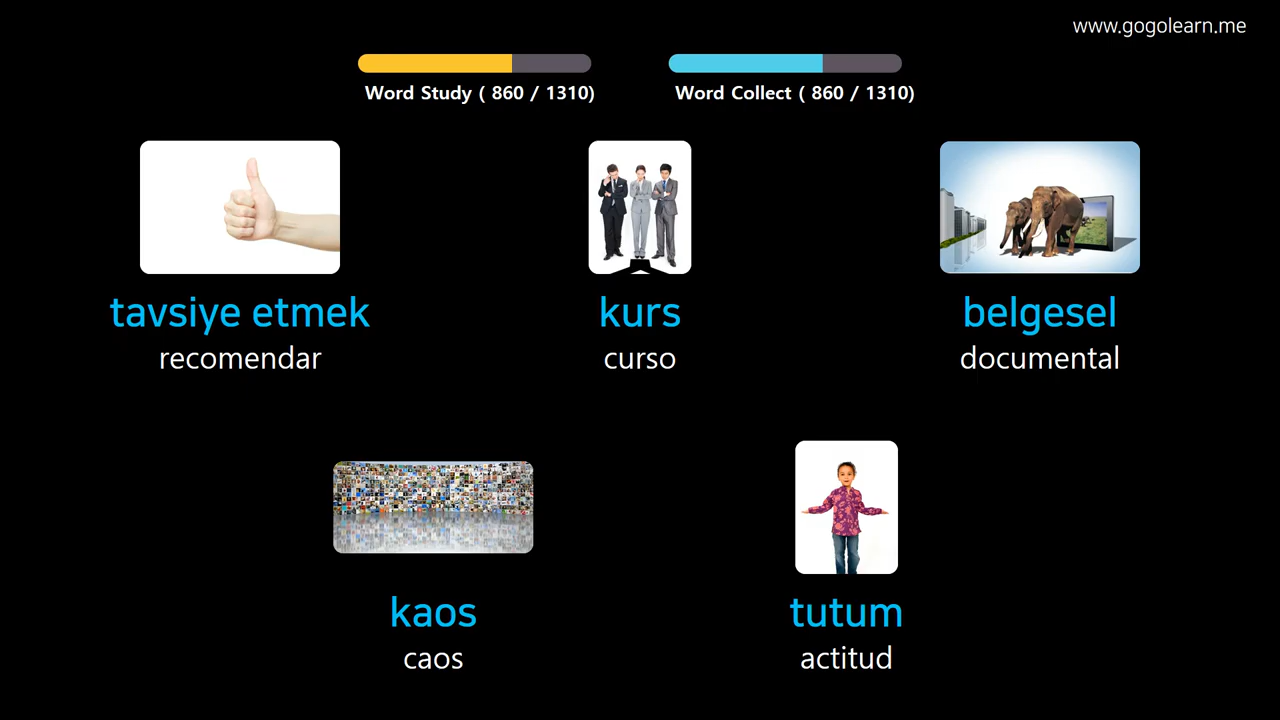 www.gogolearn.me
Word Study ( 860 / 1310)
Word Collect ( 860 / 1310)
tavsiye etmek
recomendar
kurs
curso
belgesel
documental
kaos
caos
tutum
actitud